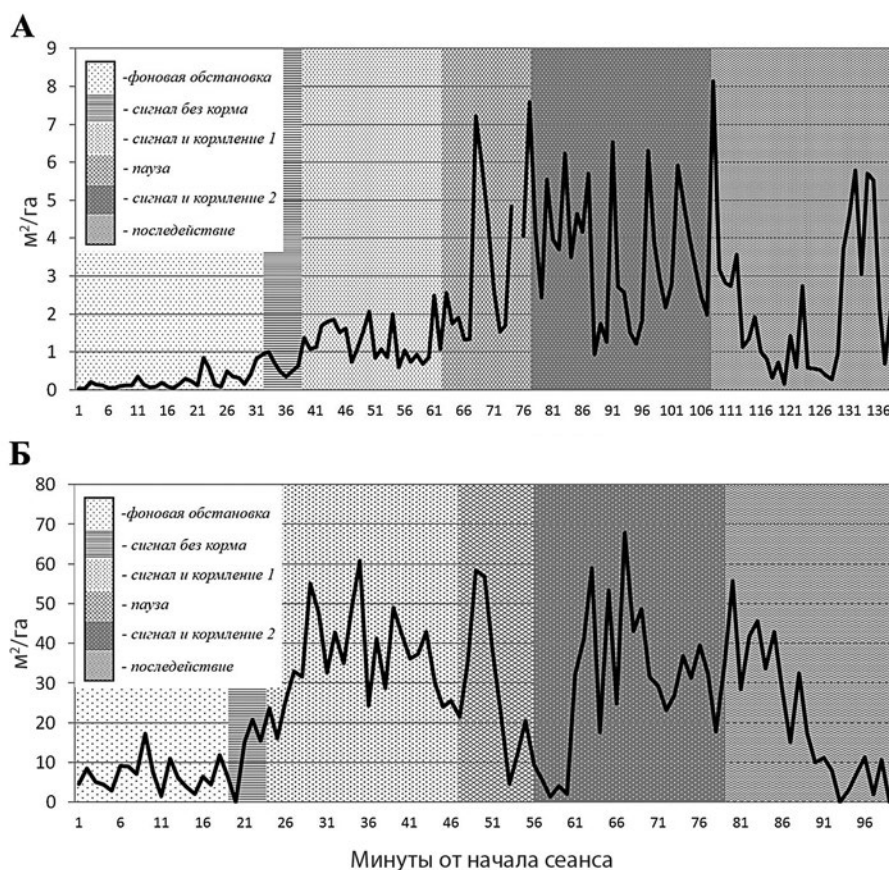 А
9
8
7
6
5
4
3
2
1
0
м²/га
-фоновая обстановка
- сигнал без корма
- сигнал и кормление 1
- пауза
- сигнал и кормление 2
- последействие
1 6 11 16 21 26 31 36 41 46 51 56 61 66 71 76 81 86 91 96 101 106 111 116 121 126 131 136
Б
80
70
60
50
40
30
20
10
0
м²/га
-фоновая обстановка
- сигнал без корма
- сигнал и кормление 1
- пауза
- сигнал и кормление 2
- последействие
1 6 11 16 21 26 31 36 41 46 51 56 61 66 71 76 81 86 91 96
Минуты от начала сеанса